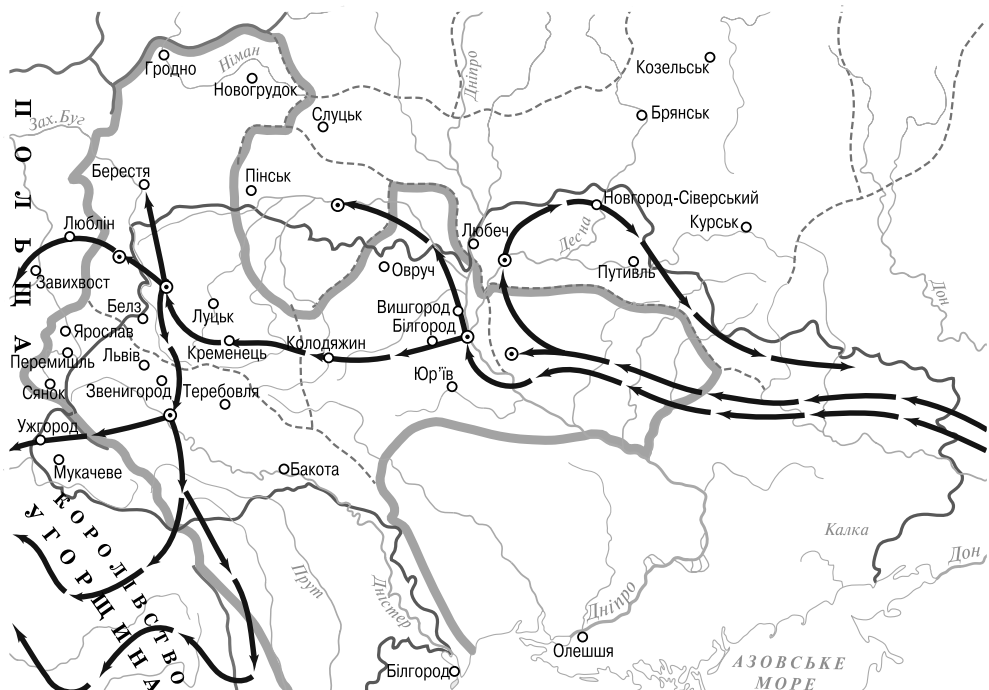 Гродно
Німан
Новогрудок
Слуцьк
Дніпро
Козельськ
Брянськ
Зах.Буг
ПОЛЬЩА
Берестя
Пінськ
Люблін
Любеч
Новгород-Сіверський
Десна
Курськ
Завихвост
Овруч
Путивль
Дон
Белз
Луцьк
Вишгород
Білгород
Ярослав
Колодяжин
Перемишль
Львів
Кременець
Сянок
Звенигород
Теребовля
Юр’їв
Ужгород
Мукачеве
Бакота
КОРОЛІВСТВО
УГОРЩИНА
Прут
Дністер
Дніпро
Калка
Дон
Олешшя
Білгород
АЗОВСЬКЕ
МОРЕ